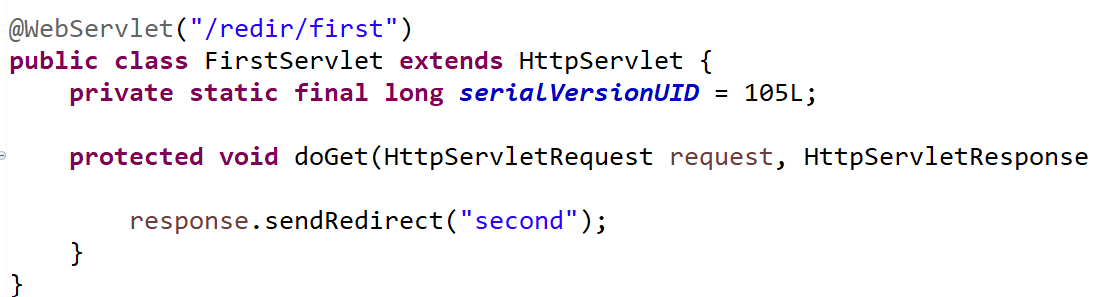 @WebServlet("/redir/first")
public class FirstServlet extends HttpServlet {
    private static final long serialVersionUID = 105L;
    protected void doGet(HttpServletRequest request, HttpServletResponse
        response.sendRedirect("second");
    }
}